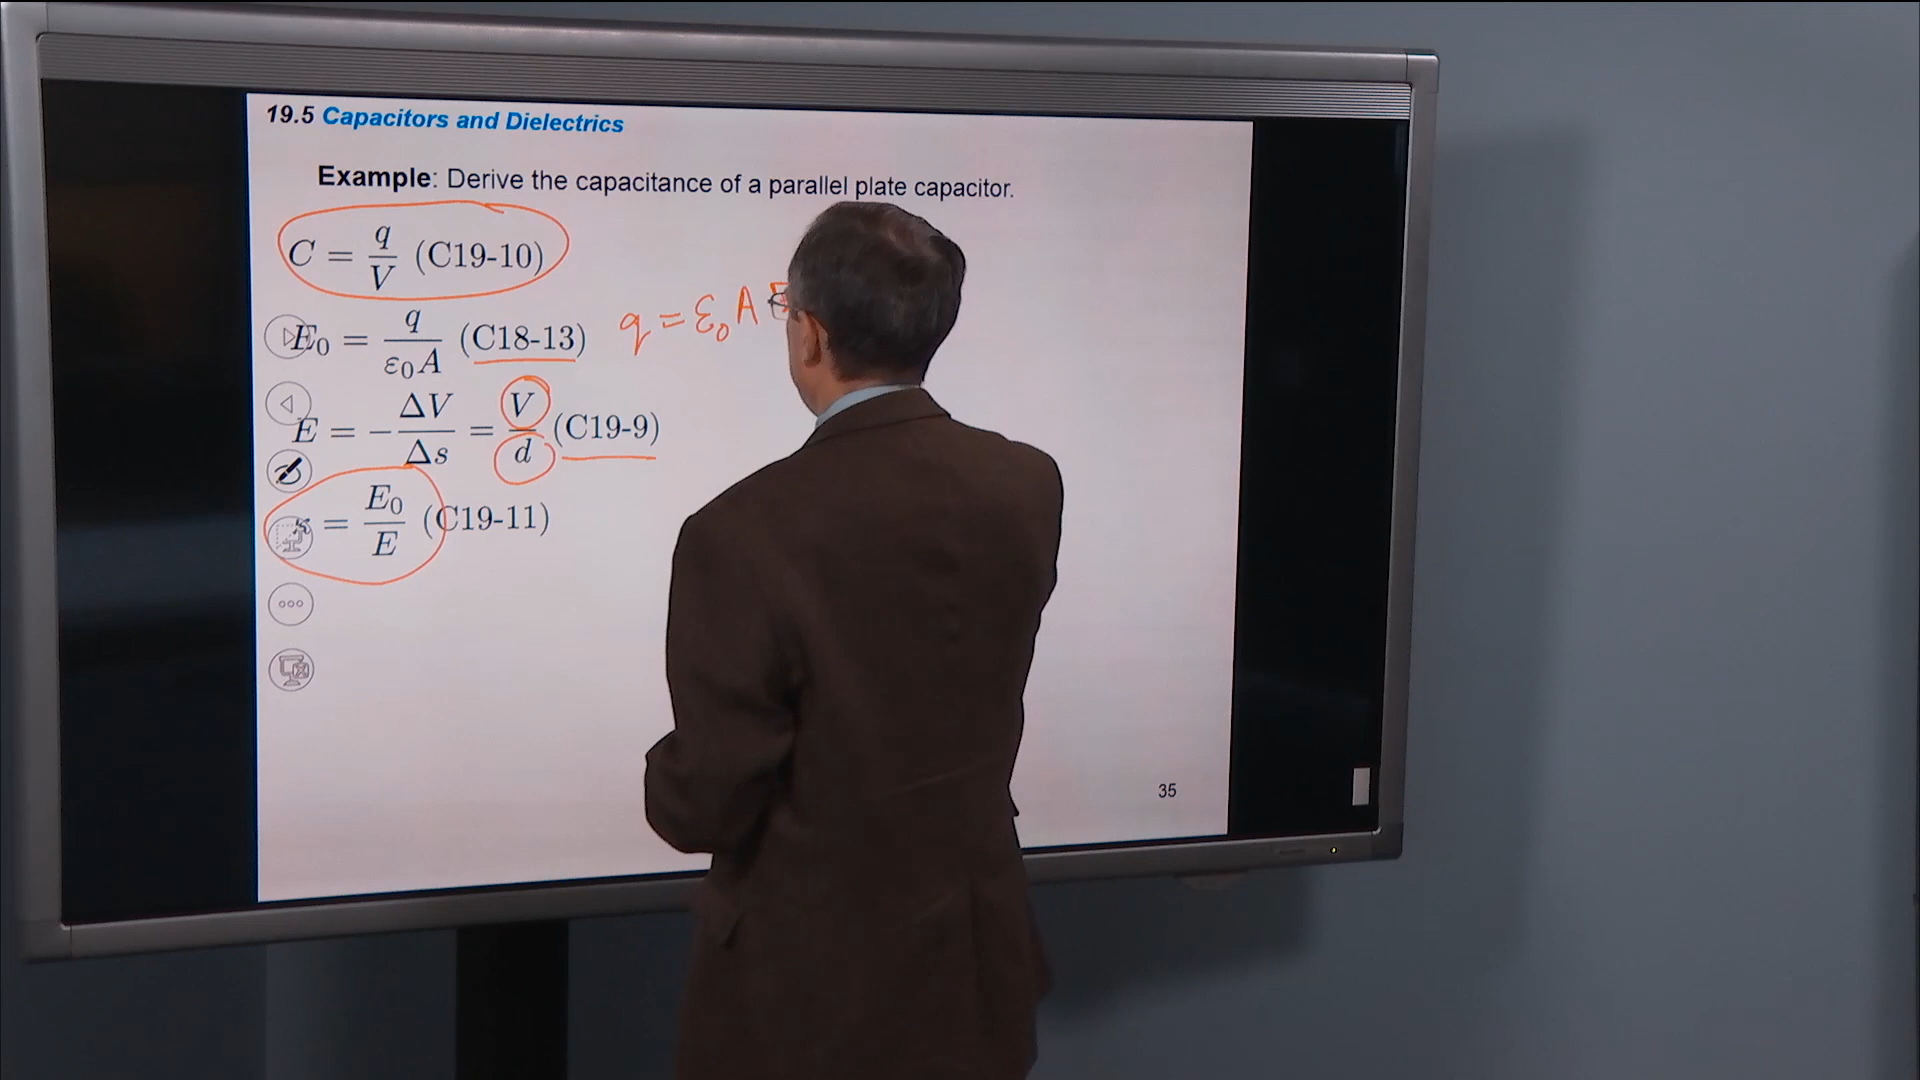 19.5 Capacitors and Dielectrics
Example: Derive the capacitance of a parallel plate capacitor.
C = q/V (C19-10)
E₀ = q/ε₀A (C18-13)
q = ε₀ A
E = −ΔV/Δs = V/d (C19-9)
= E₀/E (C19-11)
35